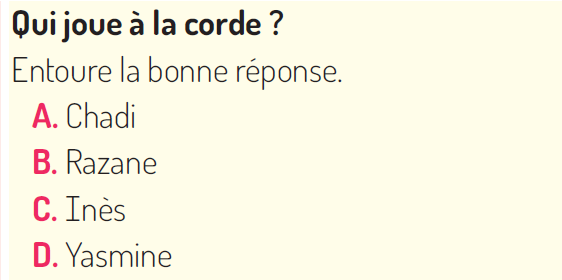 Qui joue à la corde ?
Entoure la bonne réponse.
A. Chadi
B. Razane
C. Inès
D. Yasmine